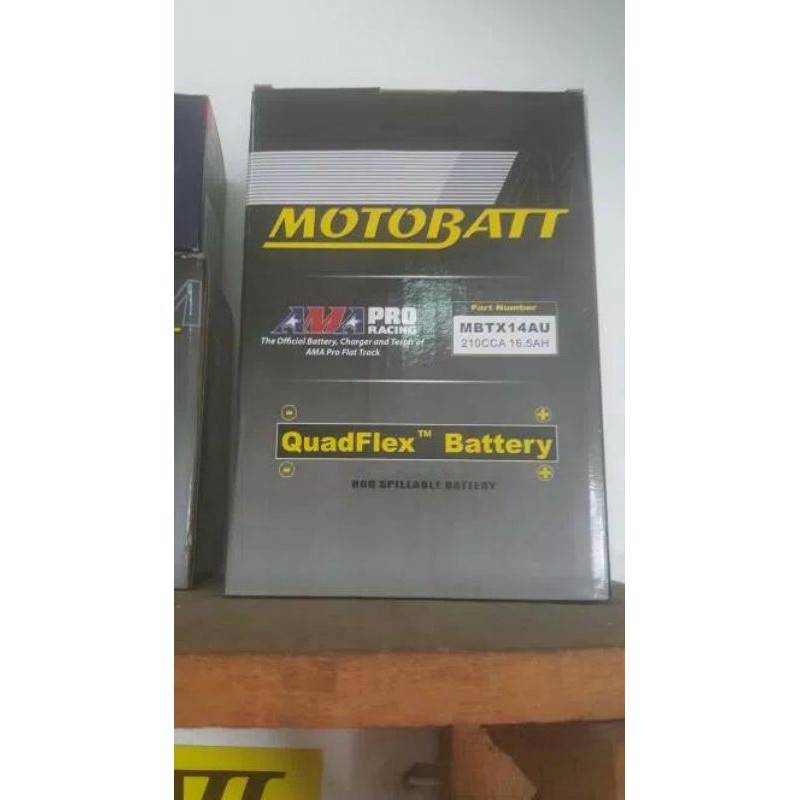 MOTOBATT
AMA PRO
RACING
The Official Battery, Charger and Tester of
AMA Pro Flat Track
Part Number
MBTX14AU
210CCA 16.5AH
- +
QuadFlex™ Battery
- +
SPILLABLE BATTERY
ATT